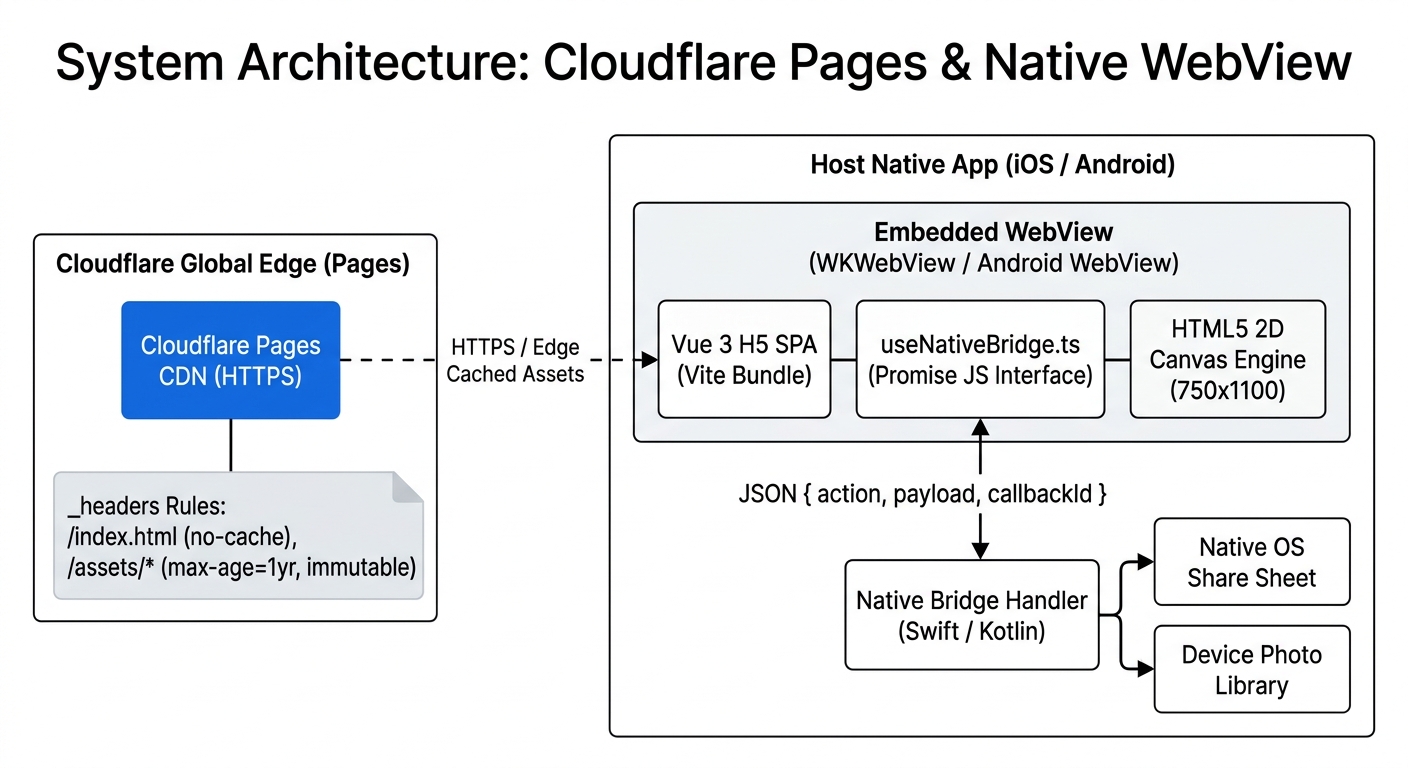 System Architecture: Cloudflare Pages & Native WebView
Cloudflare Global Edge (Pages)
Cloudflare Pages
CDN (HTTPS)
_headers Rules:
/index.html (no-cache),
/assets/* (max-age=1yr, immutable)
HTTPS / Edge
Cached Assets
Host Native App (iOS / Android)
Embedded WebView
(WKWebView / Android WebView)
Vue 3 H5 SPA
(Vite Bundle)
useNativeBridge.ts
(Promise JS Interface)
HTML5 2D
Canvas Engine
(750x1100)
JSON { action, payload, callbackId }
Native Bridge Handler
(Swift / Kotlin)
Native OS
Share Sheet
Device Photo
Library